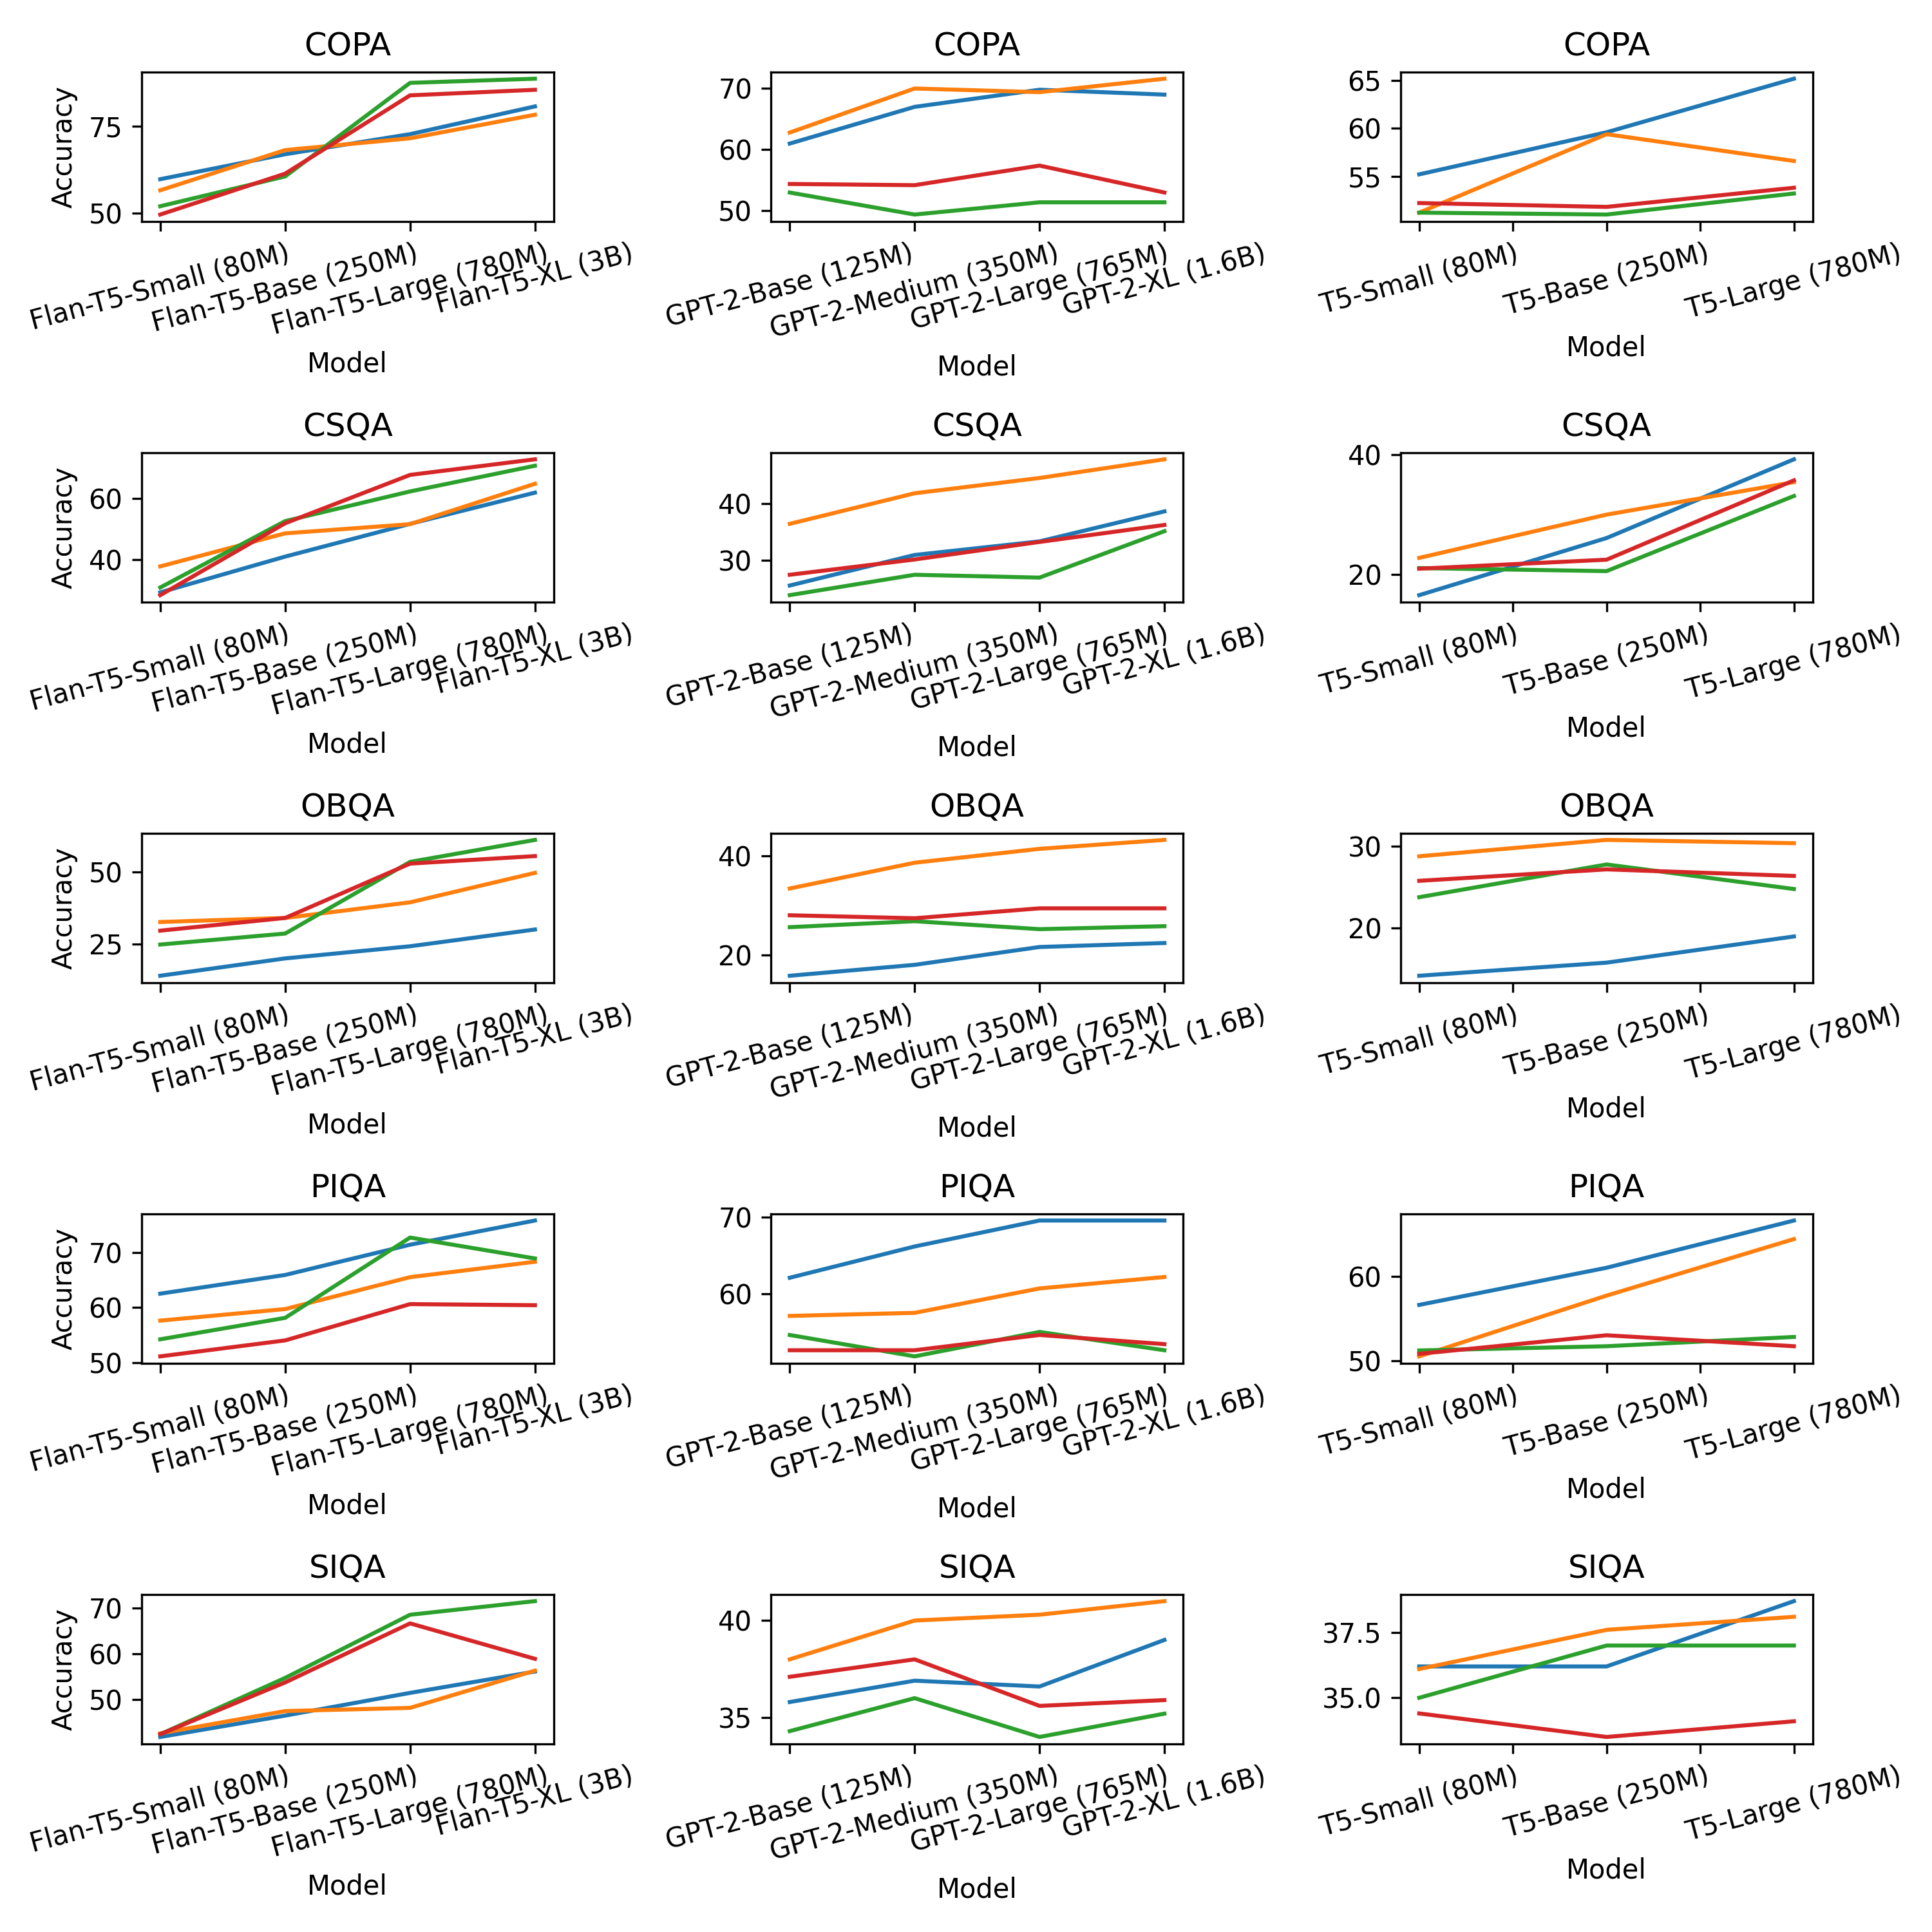 COPA
COPA
COPA
Accuracy
75
50
70
60
50
65
60
55
Flan-T5-Small (80M)
Flan-T5-Base (250M)
Flan-T5-Large (780M)
Flan-T5-XL (3B)
GPT-2-Base (125M)
GPT-2-Medium (350M)
GPT-2-Large (765M)
GPT-2-XL (1.6B)
T5-Small (80M)
T5-Base (250M)
T5-Large (780M)
Model
Model
Model
CSQA
CSQA
CSQA
Accuracy
60
40
40
30
40
20
Flan-T5-Small (80M)
Flan-T5-Base (250M)
Flan-T5-Large (780M)
Flan-T5-XL (3B)
GPT-2-Base (125M)
GPT-2-Medium (350M)
GPT-2-Large (765M)
GPT-2-XL (1.6B)
T5-Small (80M)
T5-Base (250M)
T5-Large (780M)
Model
Model
Model
OBQA
OBQA
OBQA
Accuracy
50
25
40
20
30
20
Flan-T5-Small (80M)
Flan-T5-Base (250M)
Flan-T5-Large (780M)
Flan-T5-XL (3B)
GPT-2-Base (125M)
GPT-2-Medium (350M)
GPT-2-Large (765M)
GPT-2-XL (1.6B)
T5-Small (80M)
T5-Base (250M)
T5-Large (780M)
Model
Model
Model
PIQA
PIQA
PIQA
Accuracy
70
60
50
70
60
60
50
Flan-T5-Small (80M)
Flan-T5-Base (250M)
Flan-T5-Large (780M)
Flan-T5-XL (3B)
GPT-2-Base (125M)
GPT-2-Medium (350M)
GPT-2-Large (765M)
GPT-2-XL (1.6B)
T5-Small (80M)
T5-Base (250M)
T5-Large (780M)
Model
Model
Model
SIQA
SIQA
SIQA
Accuracy
70
60
50
40
35
37.5
35.0
Flan-T5-Small (80M)
Flan-T5-Base (250M)
Flan-T5-Large (780M)
Flan-T5-XL (3B)
GPT-2-Base (125M)
GPT-2-Medium (350M)
GPT-2-Large (765M)
GPT-2-XL (1.6B)
T5-Small (80M)
T5-Base (250M)
T5-Large (780M)
Model
Model
Model